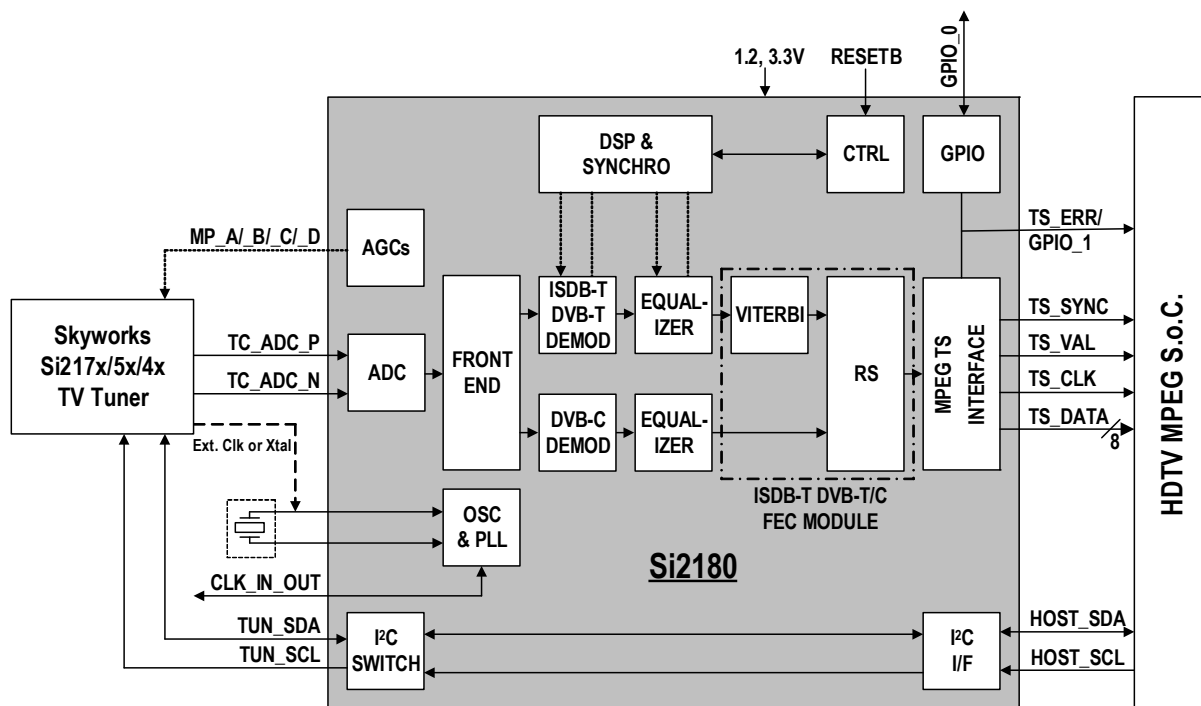 1.2, 3.3V
RESETB
GPIO_0
DSP &
SYNCHRO
CTRL
GPIO
MP_A/_B/_C/_D
AGCs
TS_ERR/
GPIO_1
Skyworks
Si217x/5x/4x
TV Tuner
TC_ADC_P
TC_ADC_N
ADC
FRONT
END
ISDB-T
DVB-T
DEMOD
EQUAL-
IZER
VITERBI
RS
MPEG TS
INTERFACE
TS_SYNC
TS_VAL
TS_CLK
TS_DATA
8
HDTV MPEG S.o.C.
DVB-C
DEMOD
EQUAL-
IZER
Ext. Clk or Xtal
ISDB-T DVB-T/C
FEC MODULE
OSC
& PLL
Si2180
CLK_IN_OUT
TUN_SDA
TUN_SCL
I²C
SWITCH
I²C
I/F
HOST_SDA
HOST_SCL